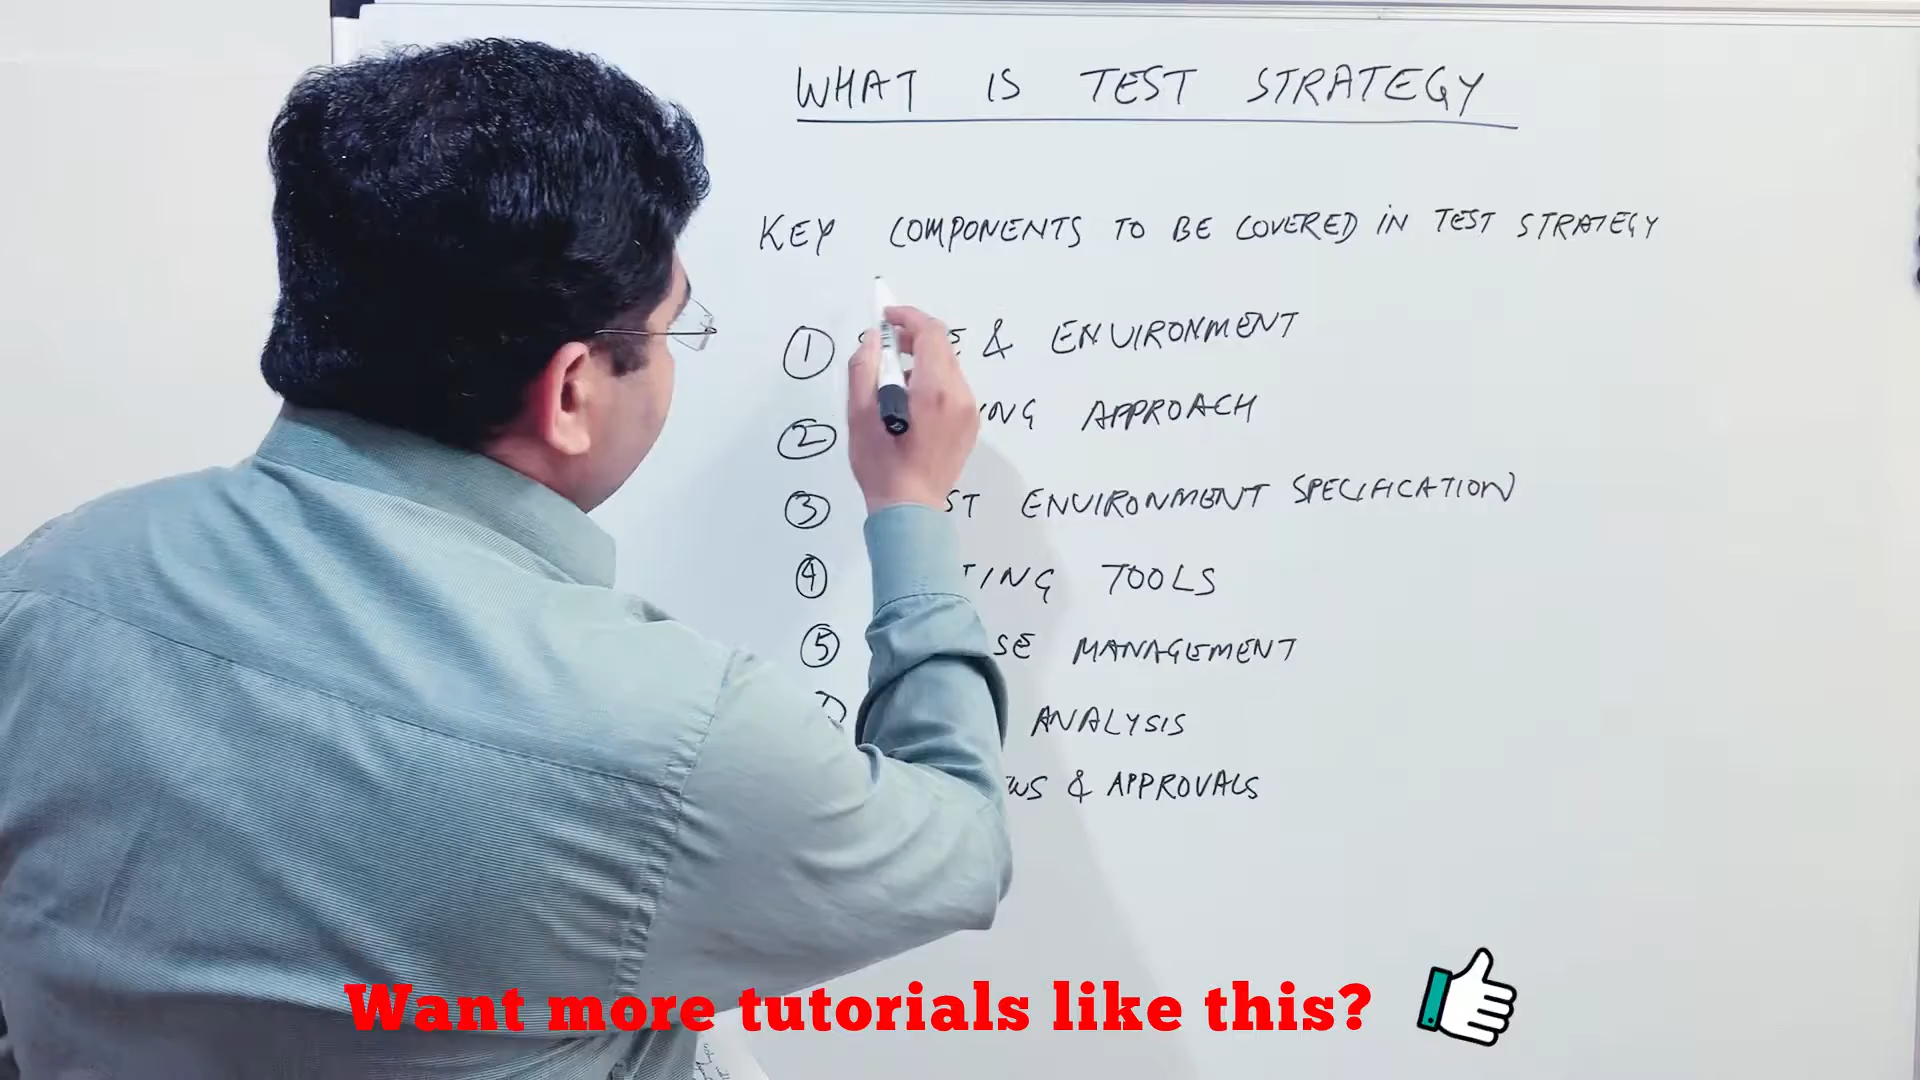 WHAT IS TEST STRATEGY
KEY COMPONENTS TO BE COVERED IN TEST STRATEGY
1 & ENVIRONMENT
2 APPROACH
3 ENVIRONMENT SPECIFICATION
4 TOOLS
5 MANAGEMENT
ANALYSIS
& APPROVALS
Want more tutorials like this?